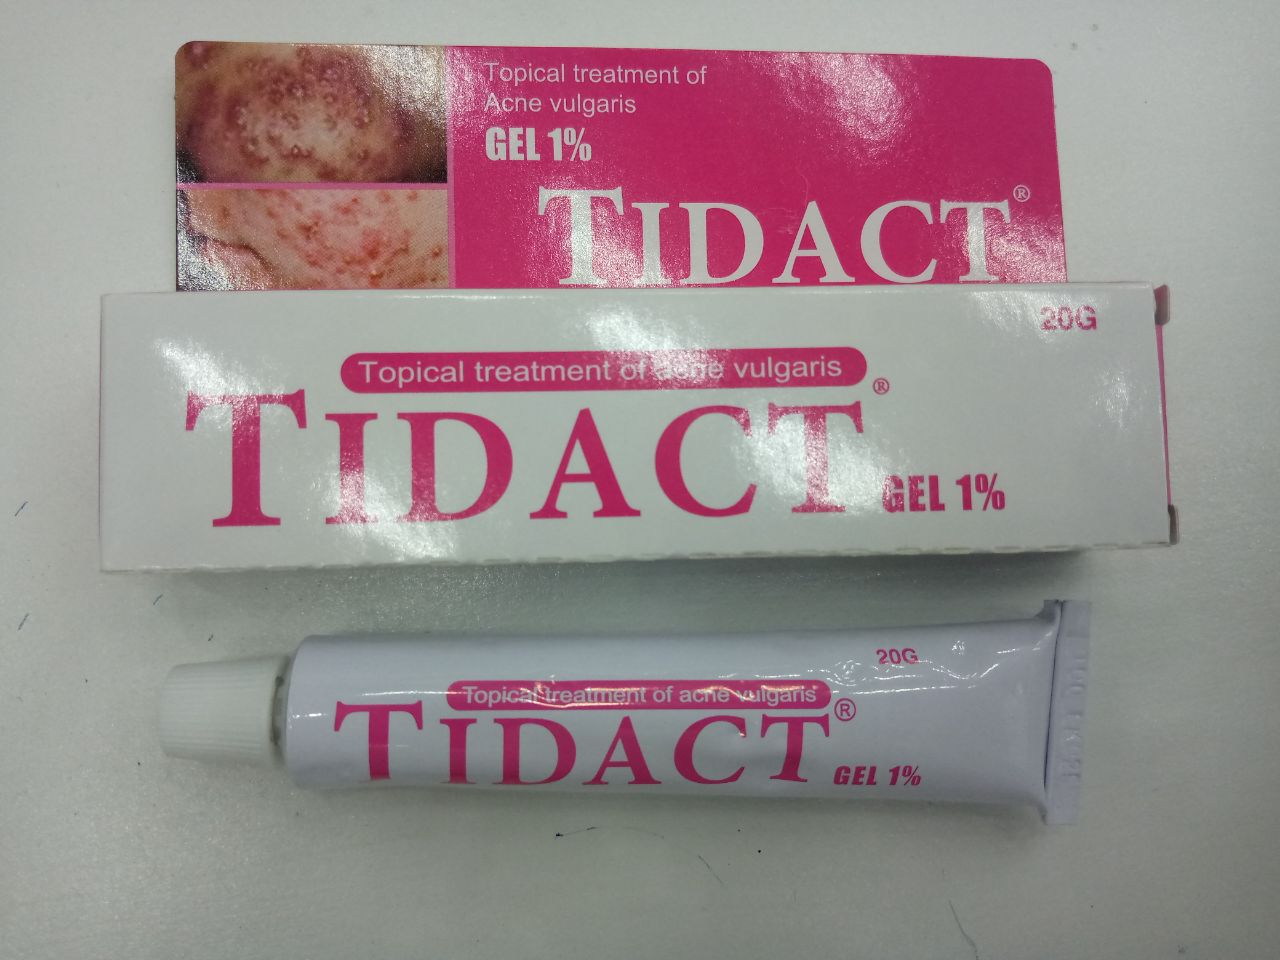 Topical treatment of
Acne vulgaris
GEL 1%
TIDACT®
20G
Topical treatment of acne vulgaris
TIDACT®
GEL 1%
20G
Topical treatment of acne vulgaris
TIDACT®
GEL 1%